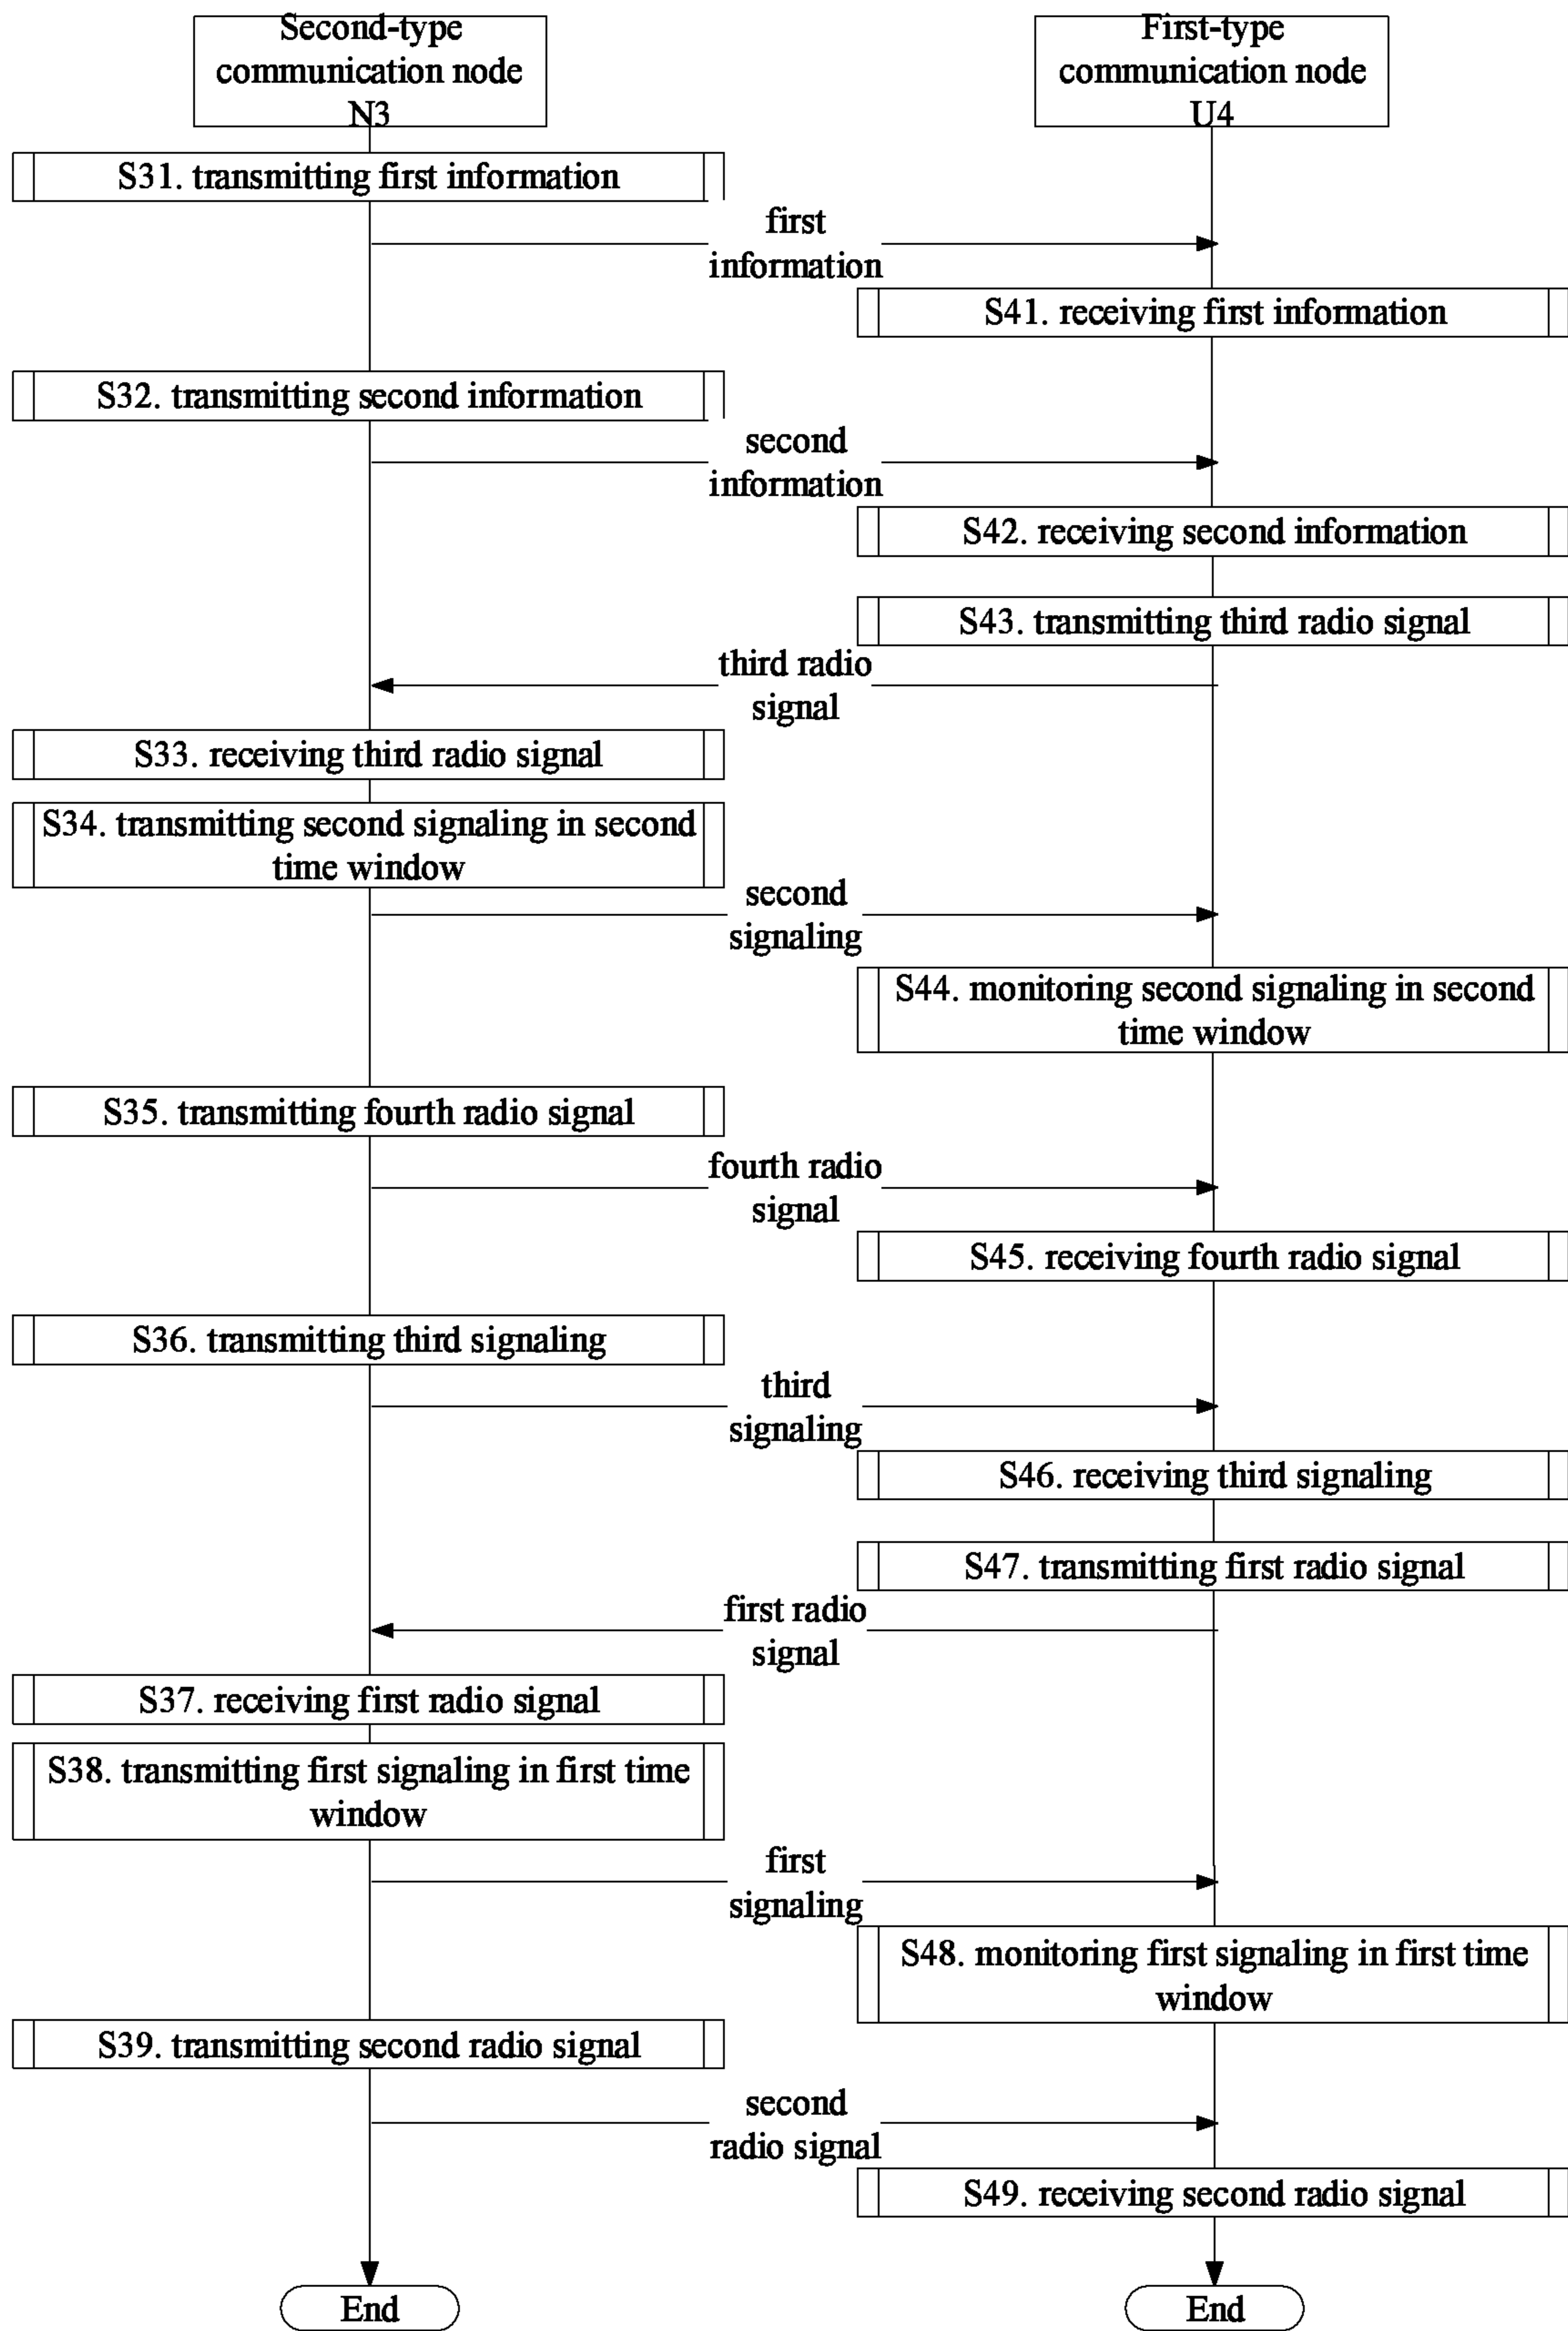 Second-type
communication node
N3
First-type
communication node
U4
S31. transmitting first information
first
information
S41. receiving first information
S32. transmitting second information
second
information
S42. receiving second information
S43. transmitting third radio signal
third radio
signal
S33. receiving third radio signal
S34. transmitting second signaling in second
time window
second
signaling
S44. monitoring second signaling in second
time window
S35. transmitting fourth radio signal
fourth radio
signal
S45. receiving fourth radio signal
S36. transmitting third signaling
third
signaling
S46. receiving third signaling
S47. transmitting first radio signal
first radio
signal
S37. receiving first radio signal
S38. transmitting first signaling in first time
window
first
signaling
S48. monitoring first signaling in first time
window
S39. transmitting second radio signal
second
radio signal
S49. receiving second radio signal
End
End